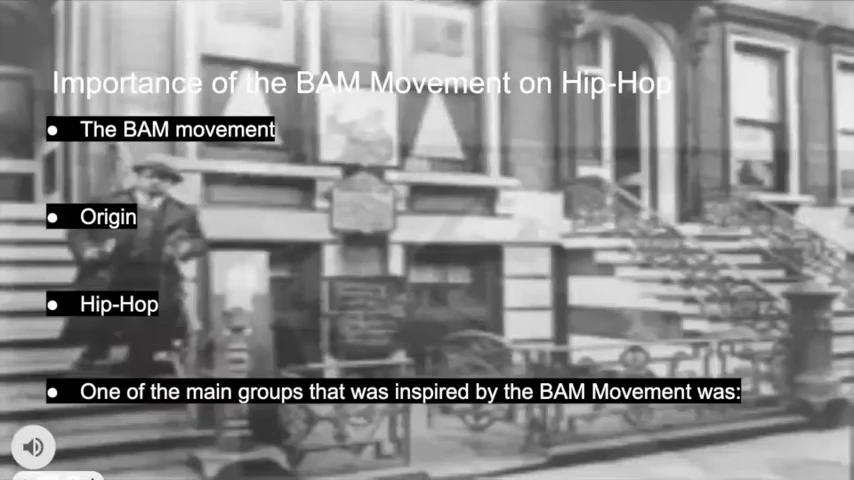 Importance of the BAM Movement on Hip-Hop
● The BAM movement
● Origin
● Hip-Hop
● One of the main groups that was inspired by the BAM Movement was: